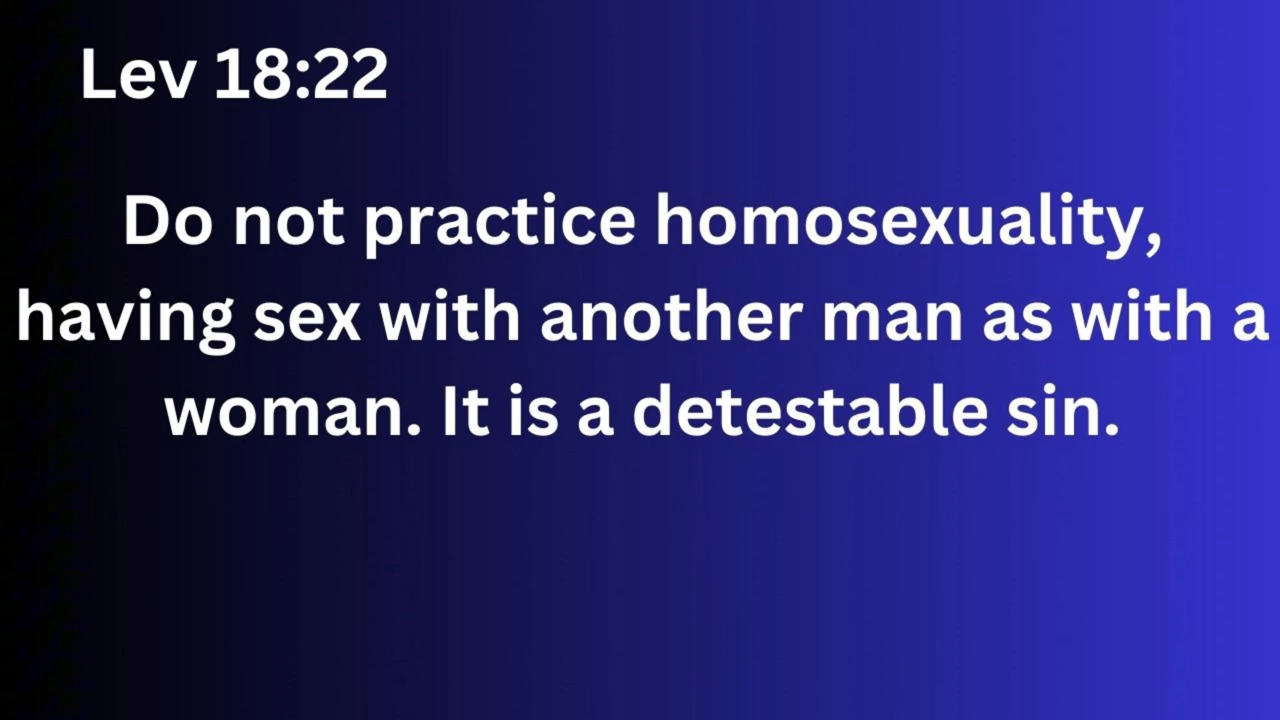 Lev 18:22
Do not practice homosexuality,
having sex with another man as with a
woman. It is a detestable sin.